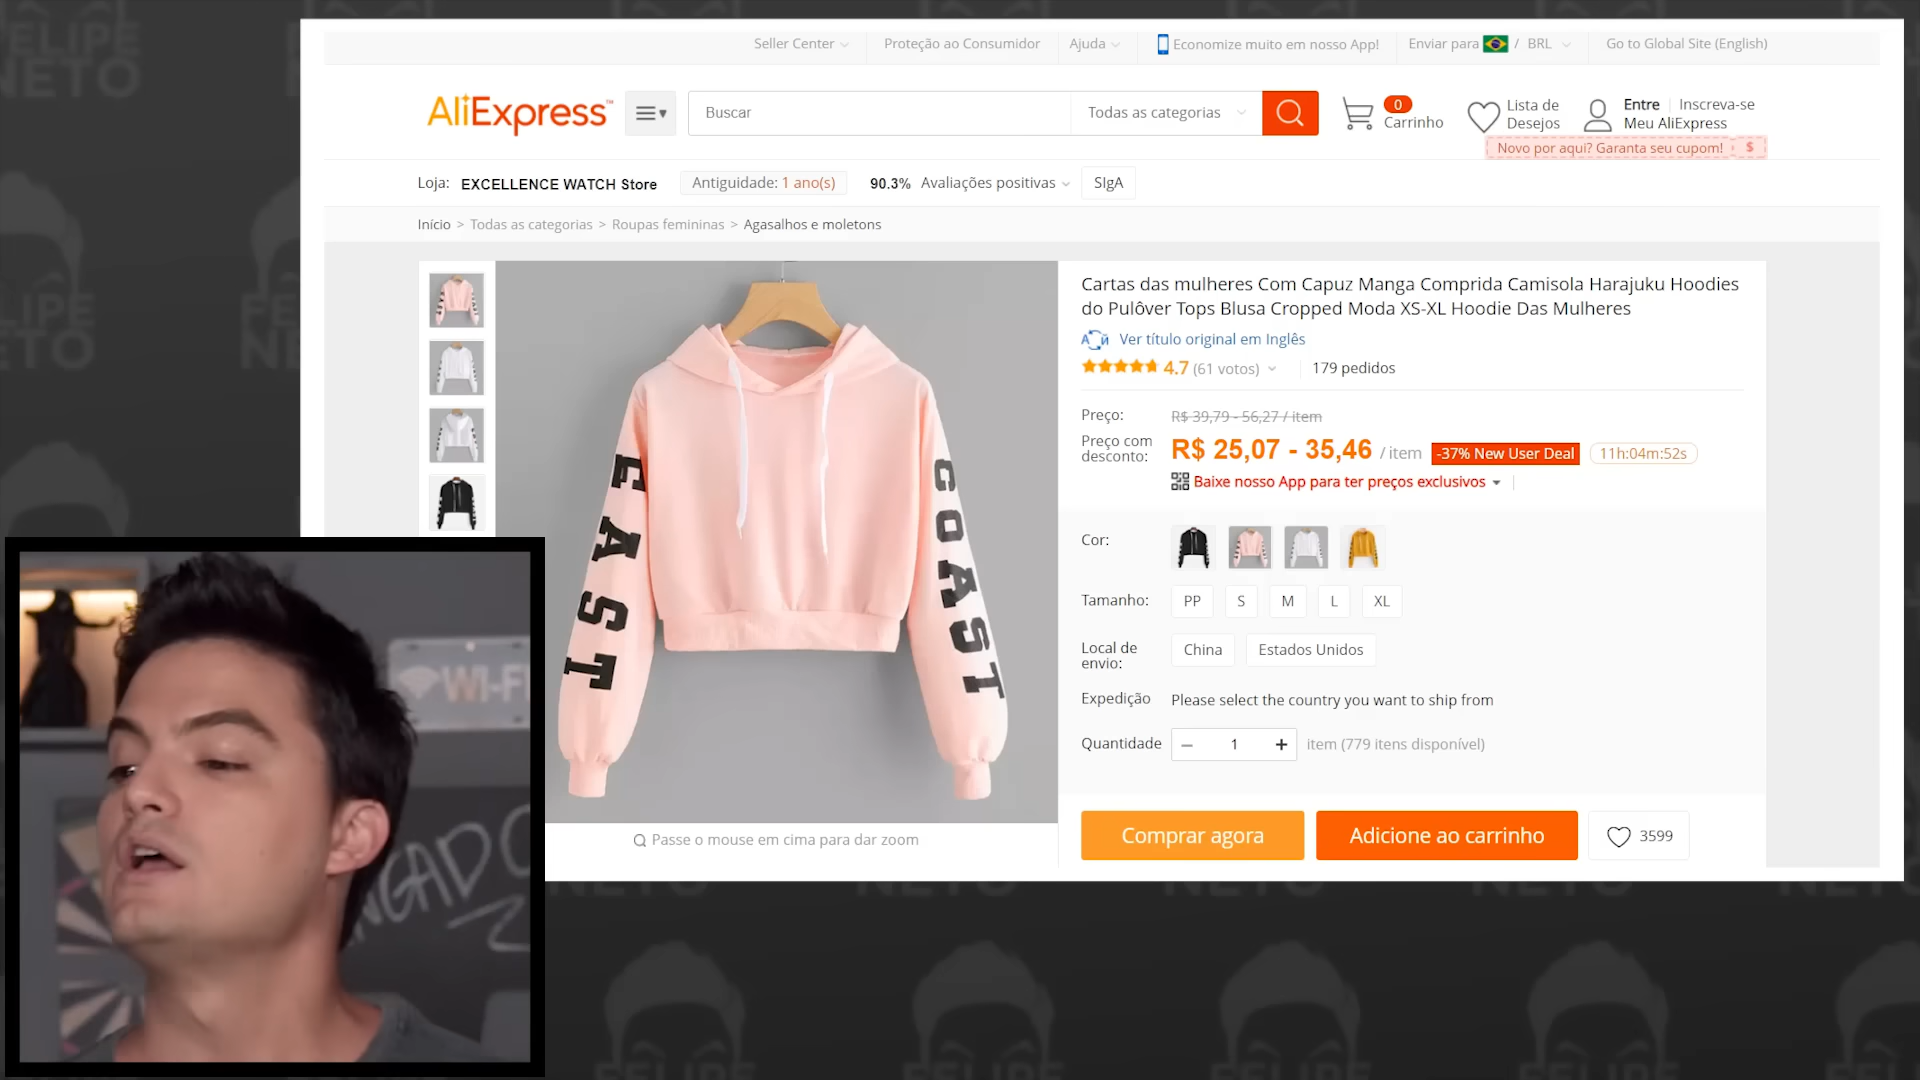 Seller Center
Proteção ao Consumidor
Ajuda
Economize muito em nosso App!
Enviar para / BRL
Go to Global Site (English)
AliExpress™
Buscar
Todas as categorias
0
Carrinho
Lista de
Desejos
Entre | Inscreva-se
Meu AliExpress
Novo por aqui? Garanta seu cupom! $
Loja: EXCELLENCE WATCH Store
Antiguidade: 1 ano(s)
90.3% Avaliações positivas
SIgA
Início > Todas as categorias > Roupas femininas > Agasalhos e moletons
Cartas das mulheres Com Capuz Manga Comprida Camisola Harajuku Hoodies
do Pulôver Tops Blusa Cropped Moda XS-XL Hoodie Das Mulheres
Ver título original em Inglês
4.7 (61 votos)
179 pedidos
Preço: R$ 39,79 - 56,27 / item
Preço com
desconto:
R$ 25,07 - 35,46 / item
-37% New User Deal
11h:04m:52s
Baixe nosso App para ter preços exclusivos
Cor:
Tamanho: PP S M L XL
Local de
envio:
China
Estados Unidos
Expedição Please select the country you want to ship from
Quantidade − 1 + item (779 itens disponível)
Comprar agora
Adicione ao carrinho
3599
EAST
COAST
Passe o mouse em cima para dar zoom
WI-FI
FELIPE
NETO